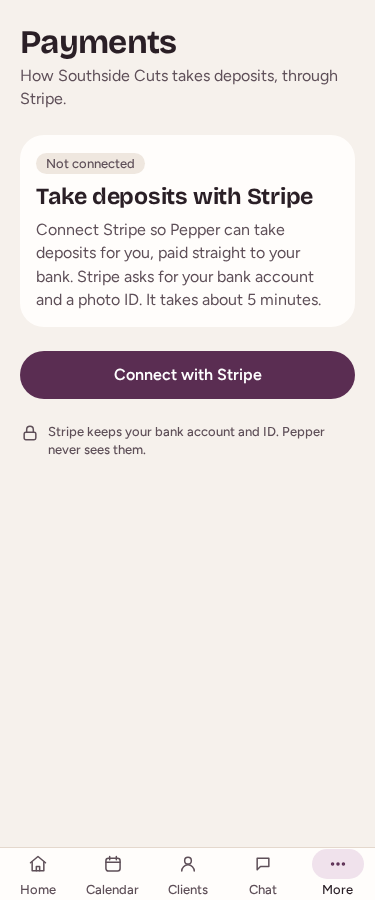 Payments
How Southside Cuts takes deposits, through
Stripe.
Not connected
Take deposits with Stripe
Connect Stripe so Pepper can take
deposits for you, paid straight to your
bank. Stripe asks for your bank account
and a photo ID. It takes about 5 minutes.
Connect with Stripe
Stripe keeps your bank account and ID. Pepper
never sees them.
Home
Calendar
Clients
Chat
More